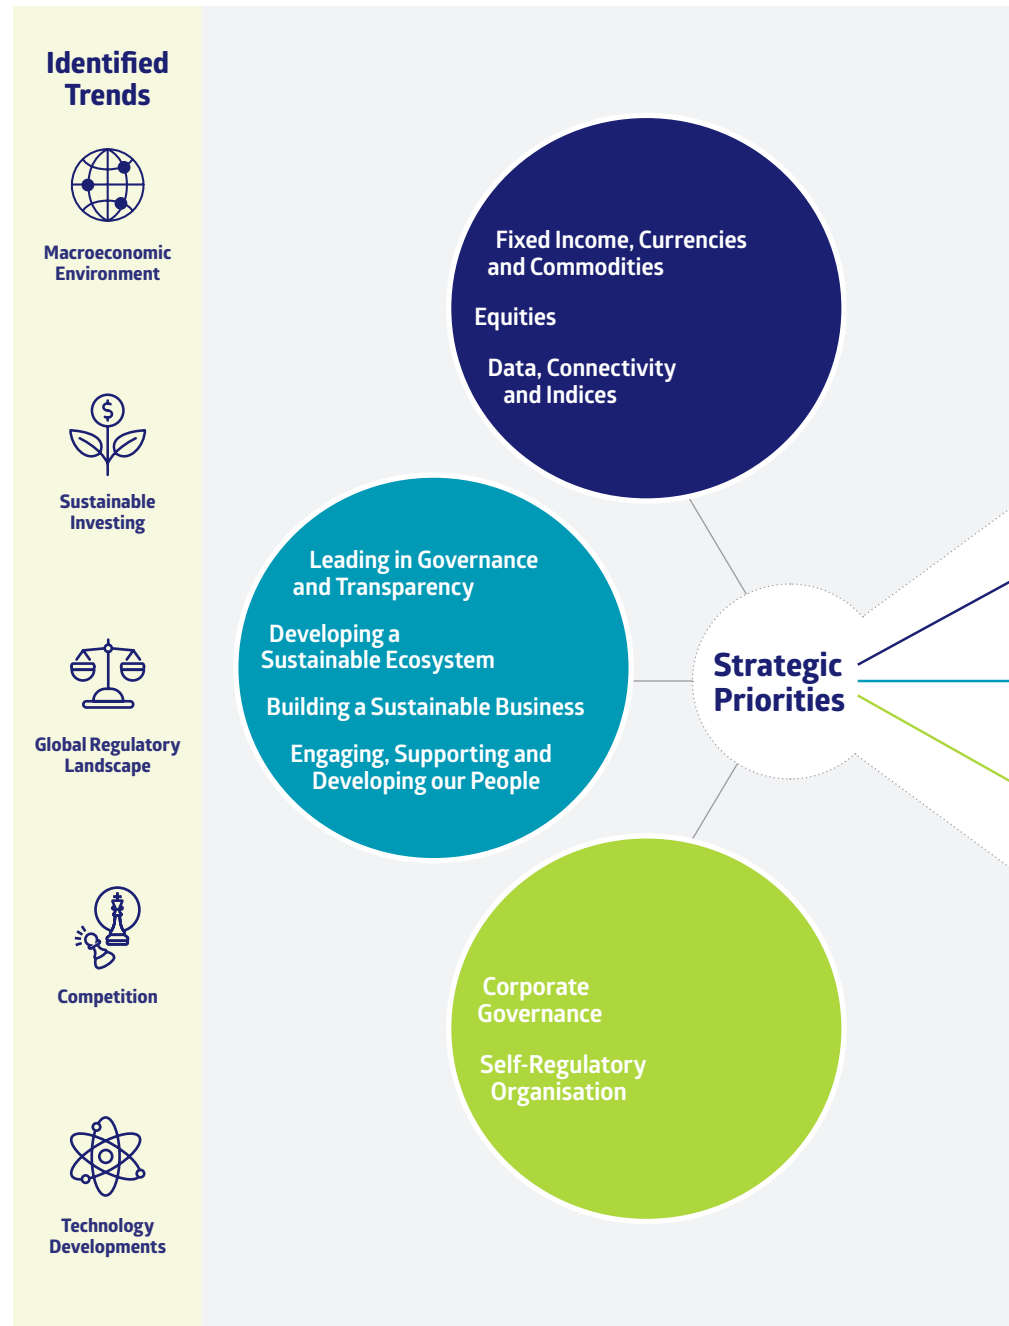 Identified
Trends
Macroeconomic
Environment
Sustainable
Investing
Global Regulatory
Landscape
Competition
Technology
Developments
Fixed Income, Currencies
and Commodities
Equities
Data, Connectivity
and Indices
Leading in Governance
and Transparency
Developing a
Sustainable Ecosystem
Building a Sustainable Business
Engaging, Supporting and
Developing our People
Strategic
Priorities
Corporate
Governance
Self-Regulatory
Organisation